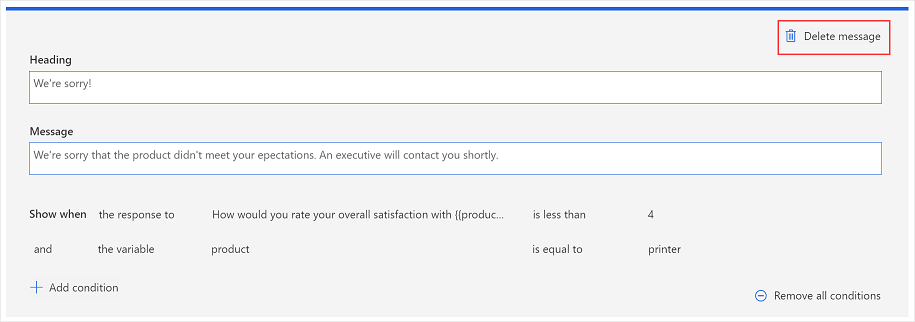 Delete message
Heading
We're sorry!
Message
We're sorry that the product didn't meet your epectations. An executive will contact you shortly.
Show when the response to How would you rate your overall satisfaction with {{produc... is less than 4
and the variable product is equal to printer
Add condition
Remove all conditions